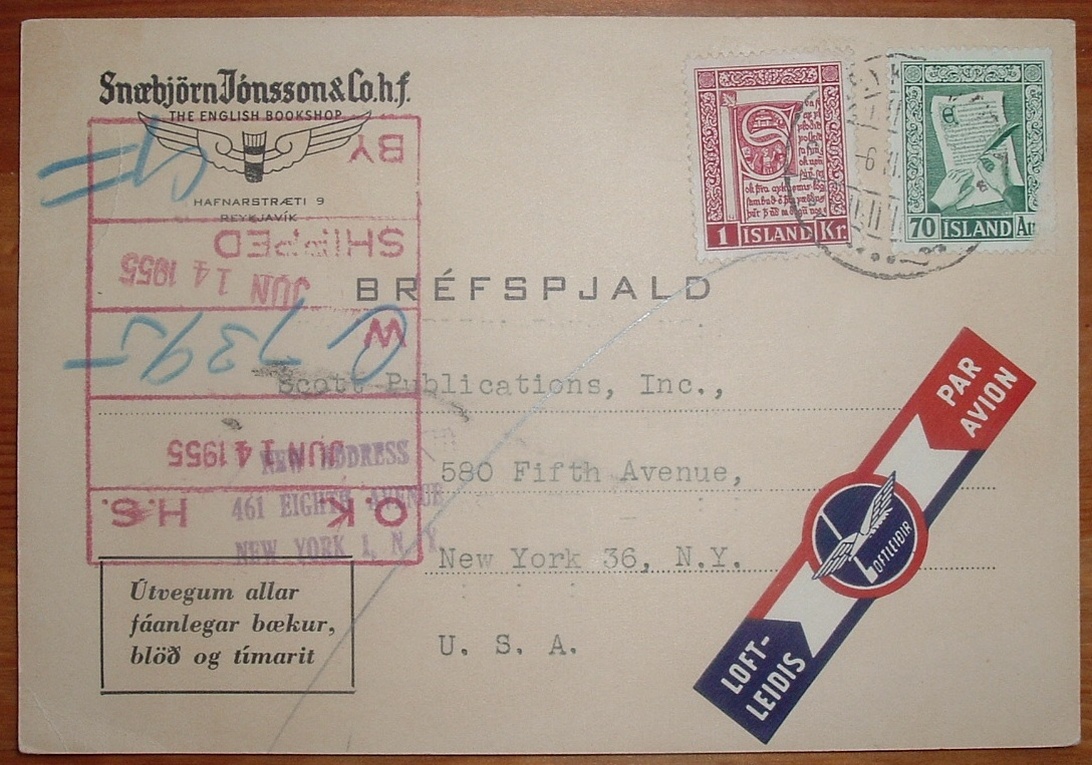 Snæbjörn Jónsson & Co. h.f.
THE ENGLISH BOOKSHOP
HAFNARSTRÆTI 9
REYKJAVÍK
1 ISLAND Kr.
70 ISLAND Au
-6
BRÉFSPJALD
Scott Publications, Inc.,
580 Fifth Avenue,
New York 36, N.Y.
U. S. A.
NEW ADDRESS
461 EIGHTH AVENUE
NEW YORK 1, N.Y.
O K H.S.
JUN 14 1955
W
JUN 14 1955
SHIPPED
BY
PAR
AVION
LOFTLEIDIR
LOFT-
LEIDIS
Útvegum allar
fáanlegar bækur,
blöð og tímarit